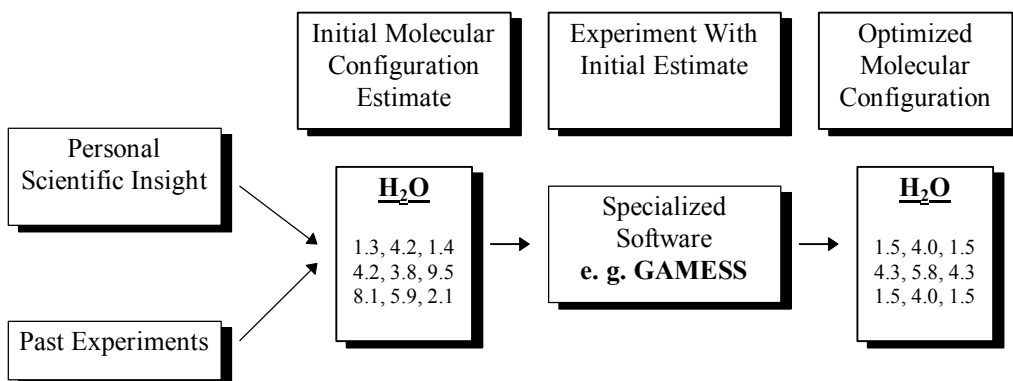 Initial Molecular
Configuration
Estimate
Experiment With
Initial Estimate
Optimized
Molecular
Configuration
Personal
Scientific Insight
Past Experiments
H₂O
1.3, 4.2, 1.4
4.2, 3.8, 9.5
8.1, 5.9, 2.1
Specialized
Software
e. g. GAMESS
H₂O
1.5, 4.0, 1.5
4.3, 5.8, 4.3
1.5, 4.0, 1.5